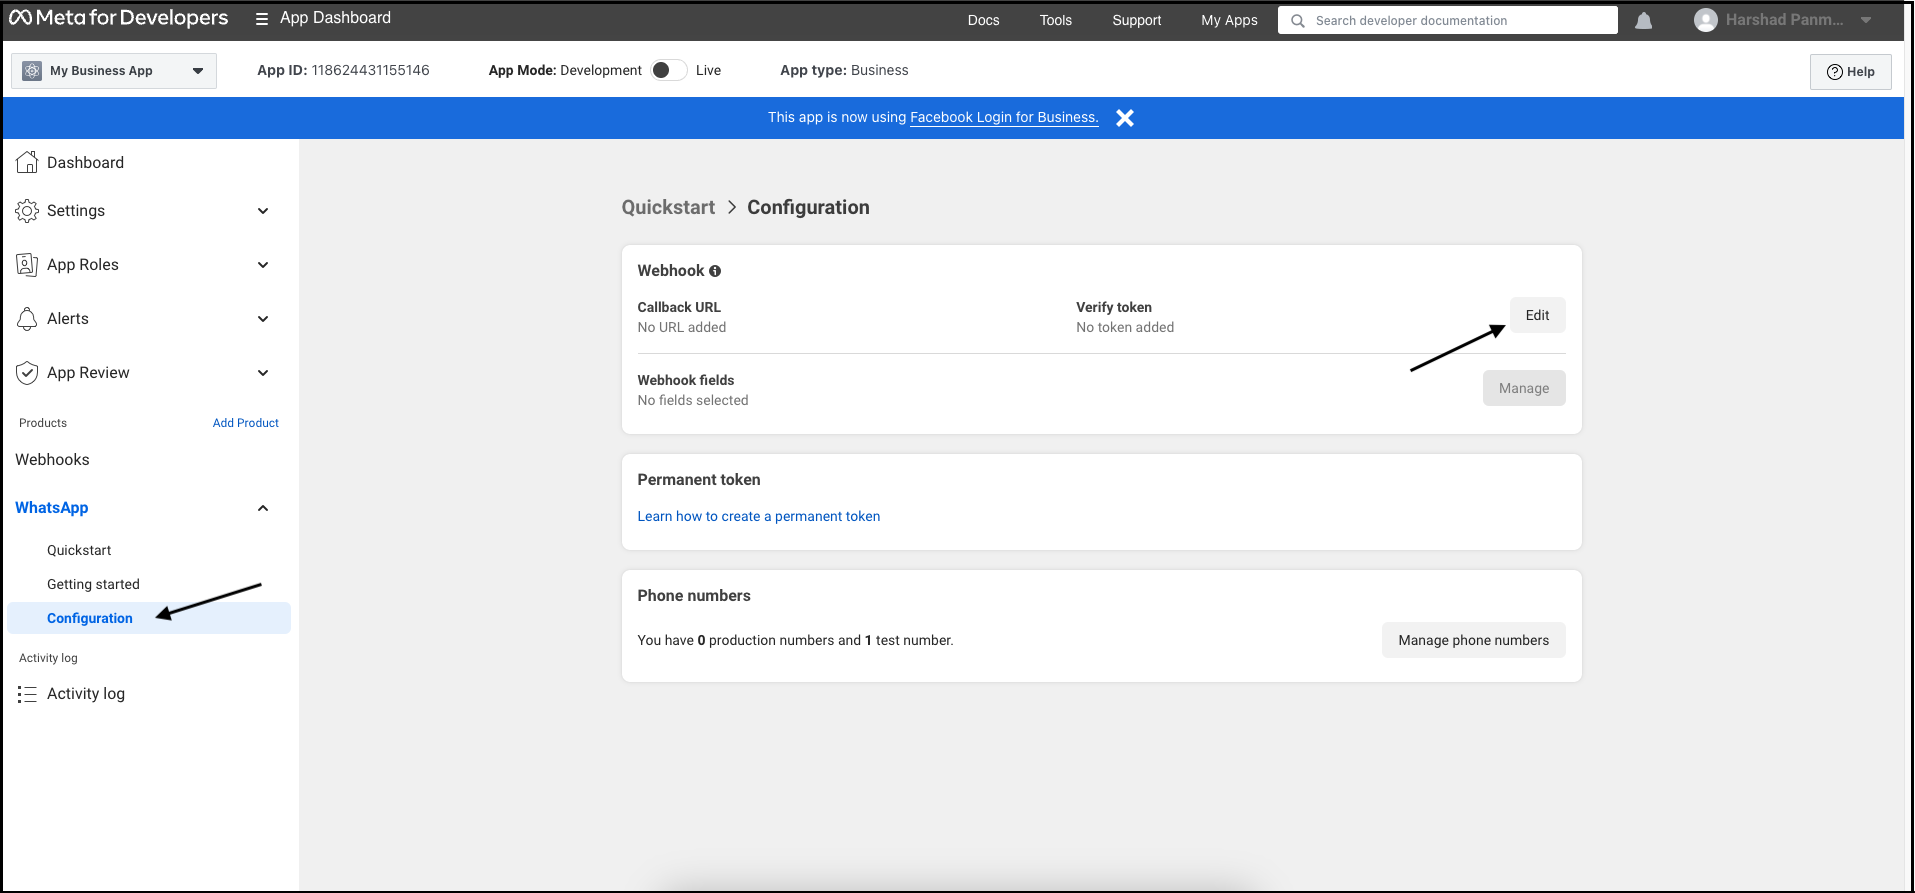 Meta for Developers
App Dashboard
Docs
Tools
Support
My Apps
Search developer documentation
Harshad Panm...
My Business App
App ID: 118624431155146
App Mode: Development
Live
App type: Business
Help
This app is now using Facebook Login for Business.
Dashboard
Settings
App Roles
Alerts
App Review
Products
Add Product
Webhooks
WhatsApp
Quickstart
Getting started
Configuration
Activity log
Activity log
Quickstart > Configuration
Webhook
Callback URL
No URL added
Verify token
No token added
Edit
Webhook fields
No fields selected
Manage
Permanent token
Learn how to create a permanent token
Phone numbers
You have 0 production numbers and 1 test number.
Manage phone numbers